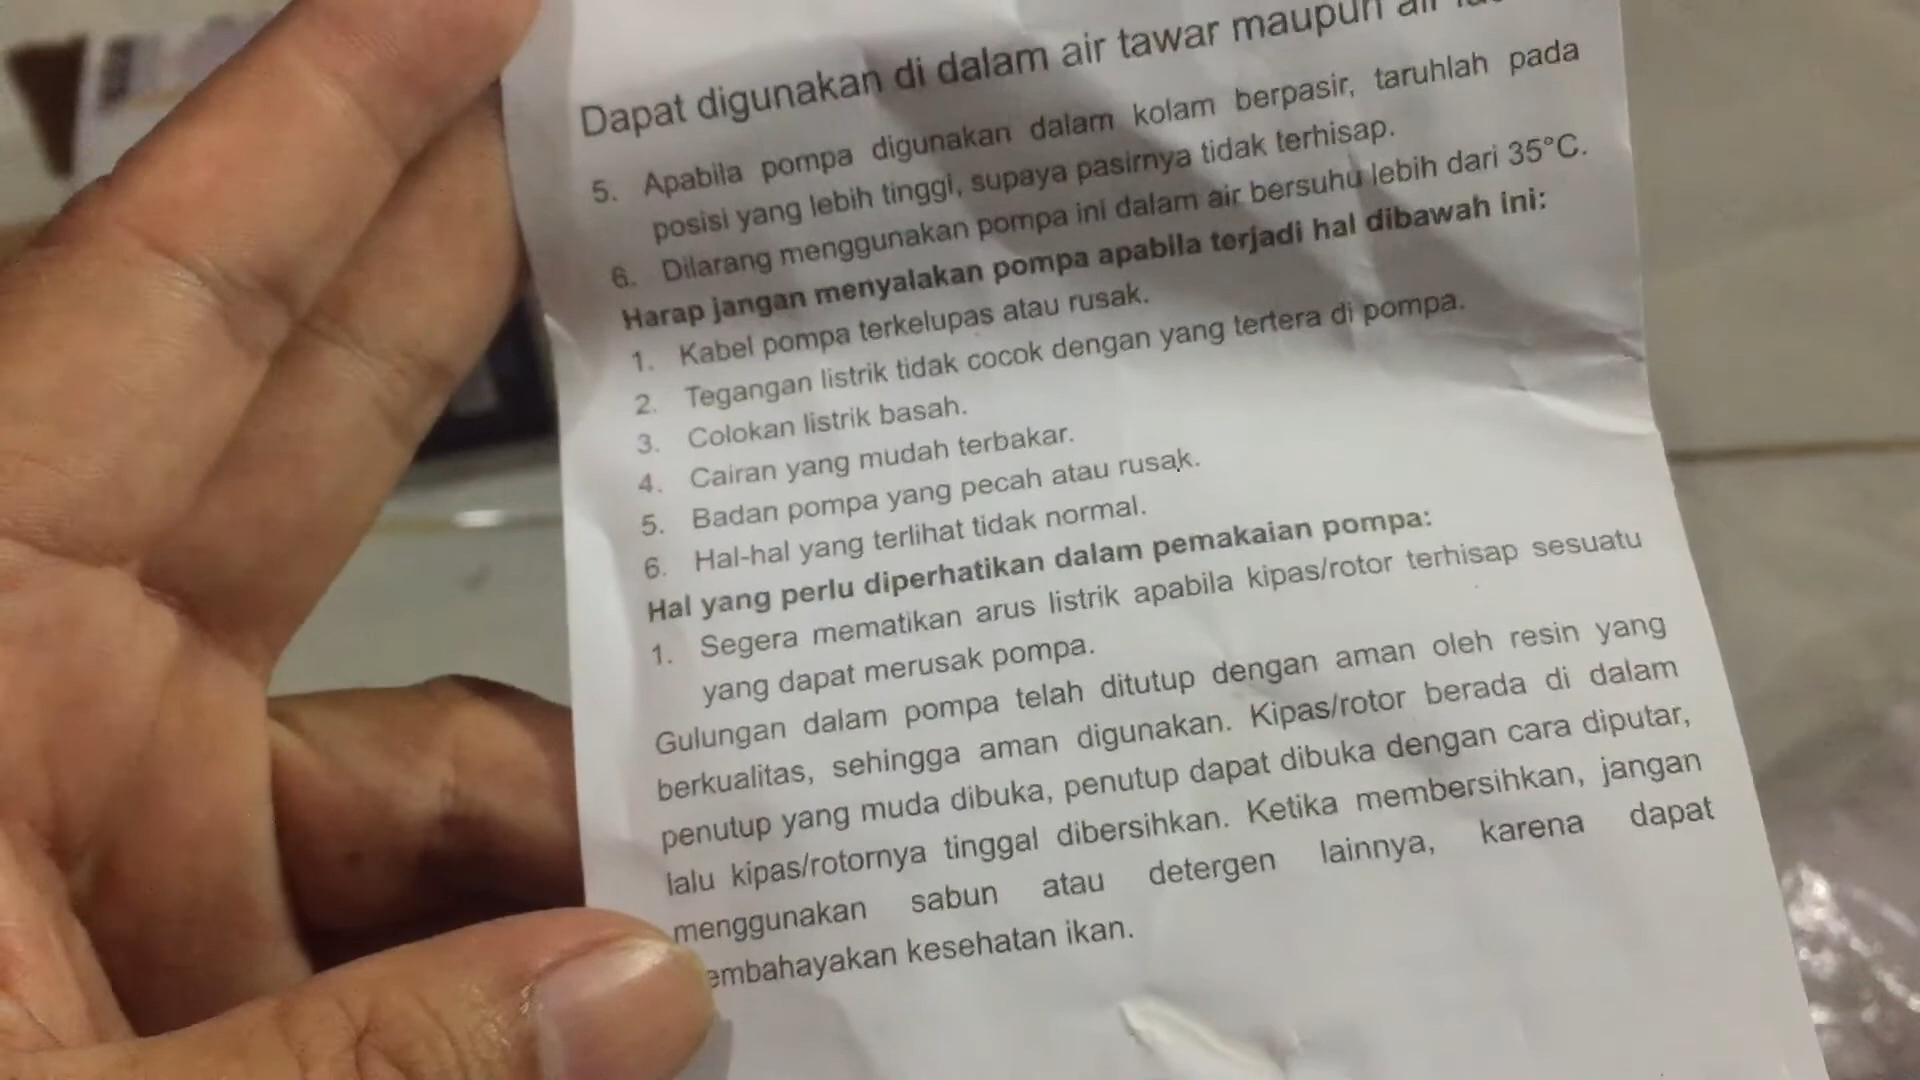 Dapat digunakan di dalam air tawar maupun air
5. Apabila pompa digunakan dalam kolam berpasir, taruhlah pada
posisi yang lebih tinggi, supaya pasirnya tidak terhisap.
6. Dilarang menggunakan pompa ini dalam air bersuhu lebih dari 35°C.
Harap jangan menyalakan pompa apabila terjadi hal dibawah ini:
1. Kabel pompa terkelupas atau rusak.
2. Tegangan listrik tidak cocok dengan yang tertera di pompa.
3. Colokan listrik basah.
4. Cairan yang mudah terbakar.
5. Badan pompa yang pecah atau rusak.
6. Hal-hal yang terlihat tidak normal.
Hal yang perlu diperhatikan dalam pemakaian pompa:
1. Segera mematikan arus listrik apabila kipas/rotor terhisap sesuatu
yang dapat merusak pompa.
Gulungan dalam pompa telah ditutup dengan aman oleh resin yang
berkualitas, sehingga aman digunakan. Kipas/rotor berada di dalam
penutup yang muda dibuka, penutup dapat dibuka dengan cara diputar,
lalu kipas/rotornya tinggal dibersihkan. Ketika membersihkan, jangan
menggunakan sabun atau detergen lainnya, karena dapat
embahayakan kesehatan ikan.